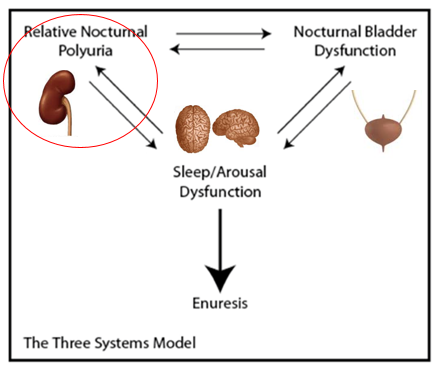 Relative Nocturnal
Polyuria
Nocturnal Bladder
Dysfunction
Sleep/Arousal
Dysfunction
Enuresis
The Three Systems Model